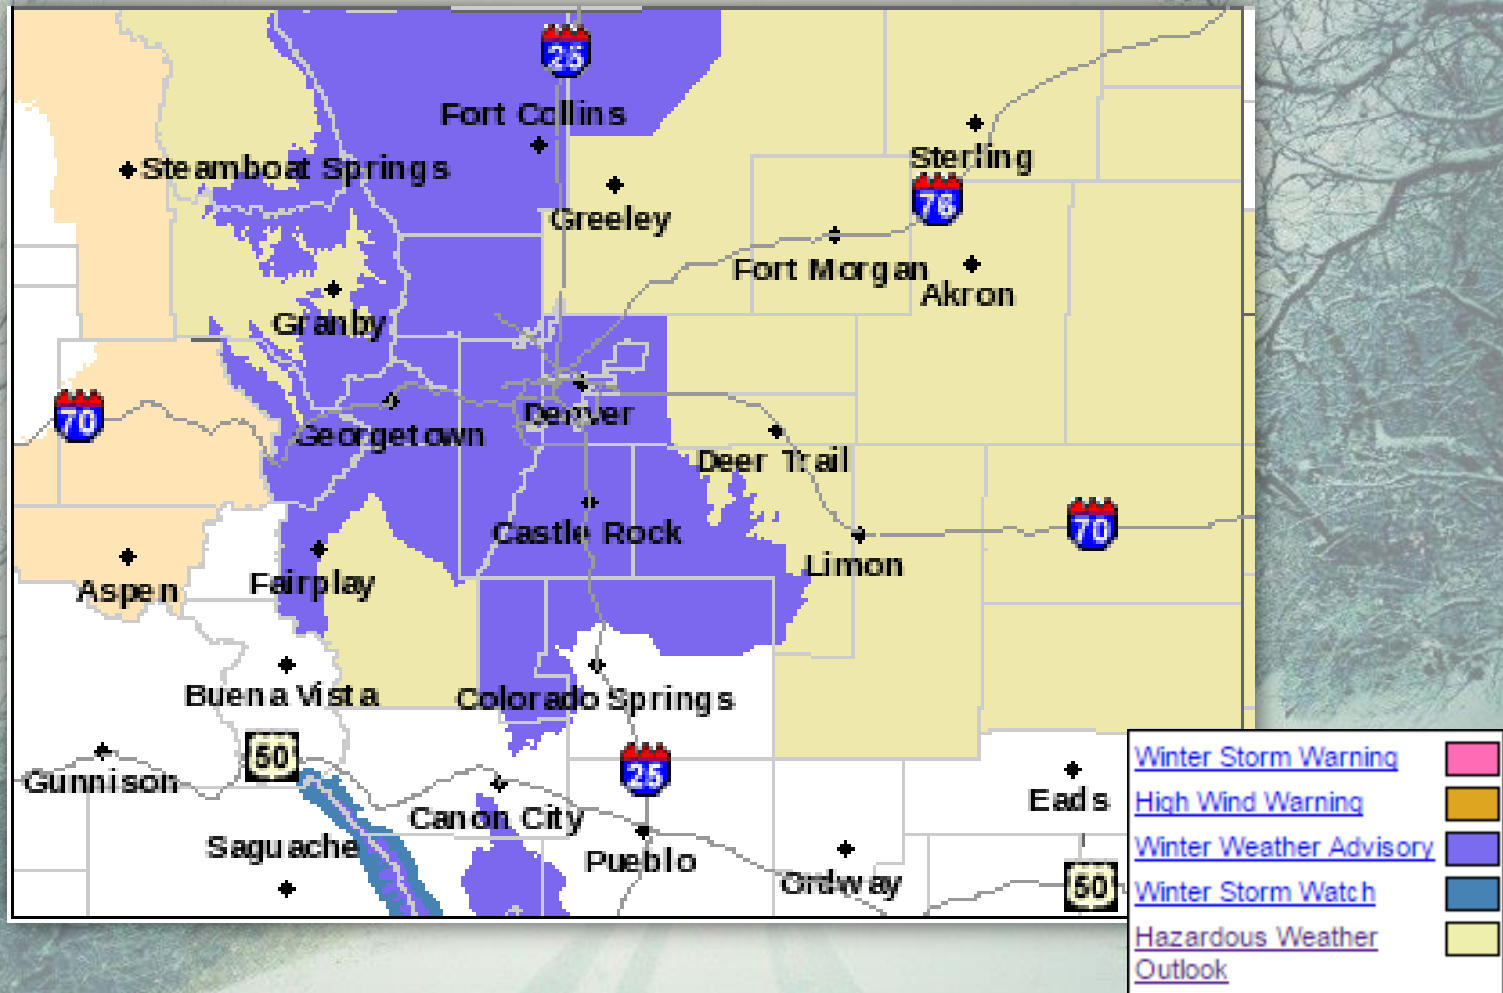 25
Fort Collins
Steamboat Springs
Sterling
76
Greeley
Fort Morgan
Akron
Granby
70
Denver
Georgetown
Deer Trail
Castle Rock
70
Limon
Aspen
Fairplay
Buena Vista
Colorado Springs
50
25
Gunnison
Canon City
Eads
Saguache
Pueblo
Ordway
50
Winter Storm Warning
High Wind Warning
Winter Weather Advisory
Winter Storm Watch
Hazardous Weather
Outlook